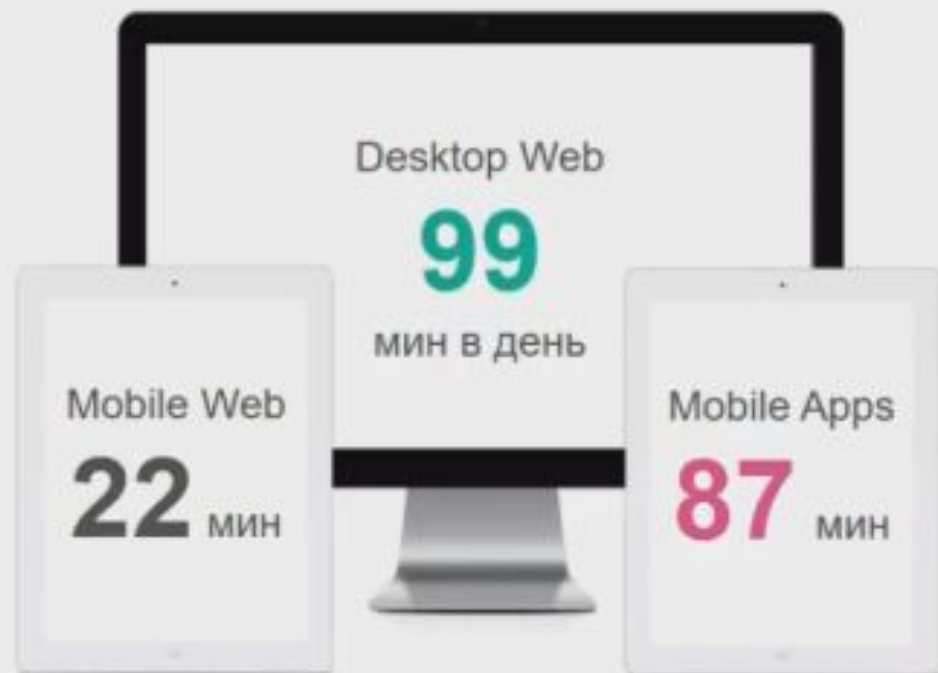 Desktop Web
99
мин в день
Mobile Web
22 мин
Mobile Apps
87 мин